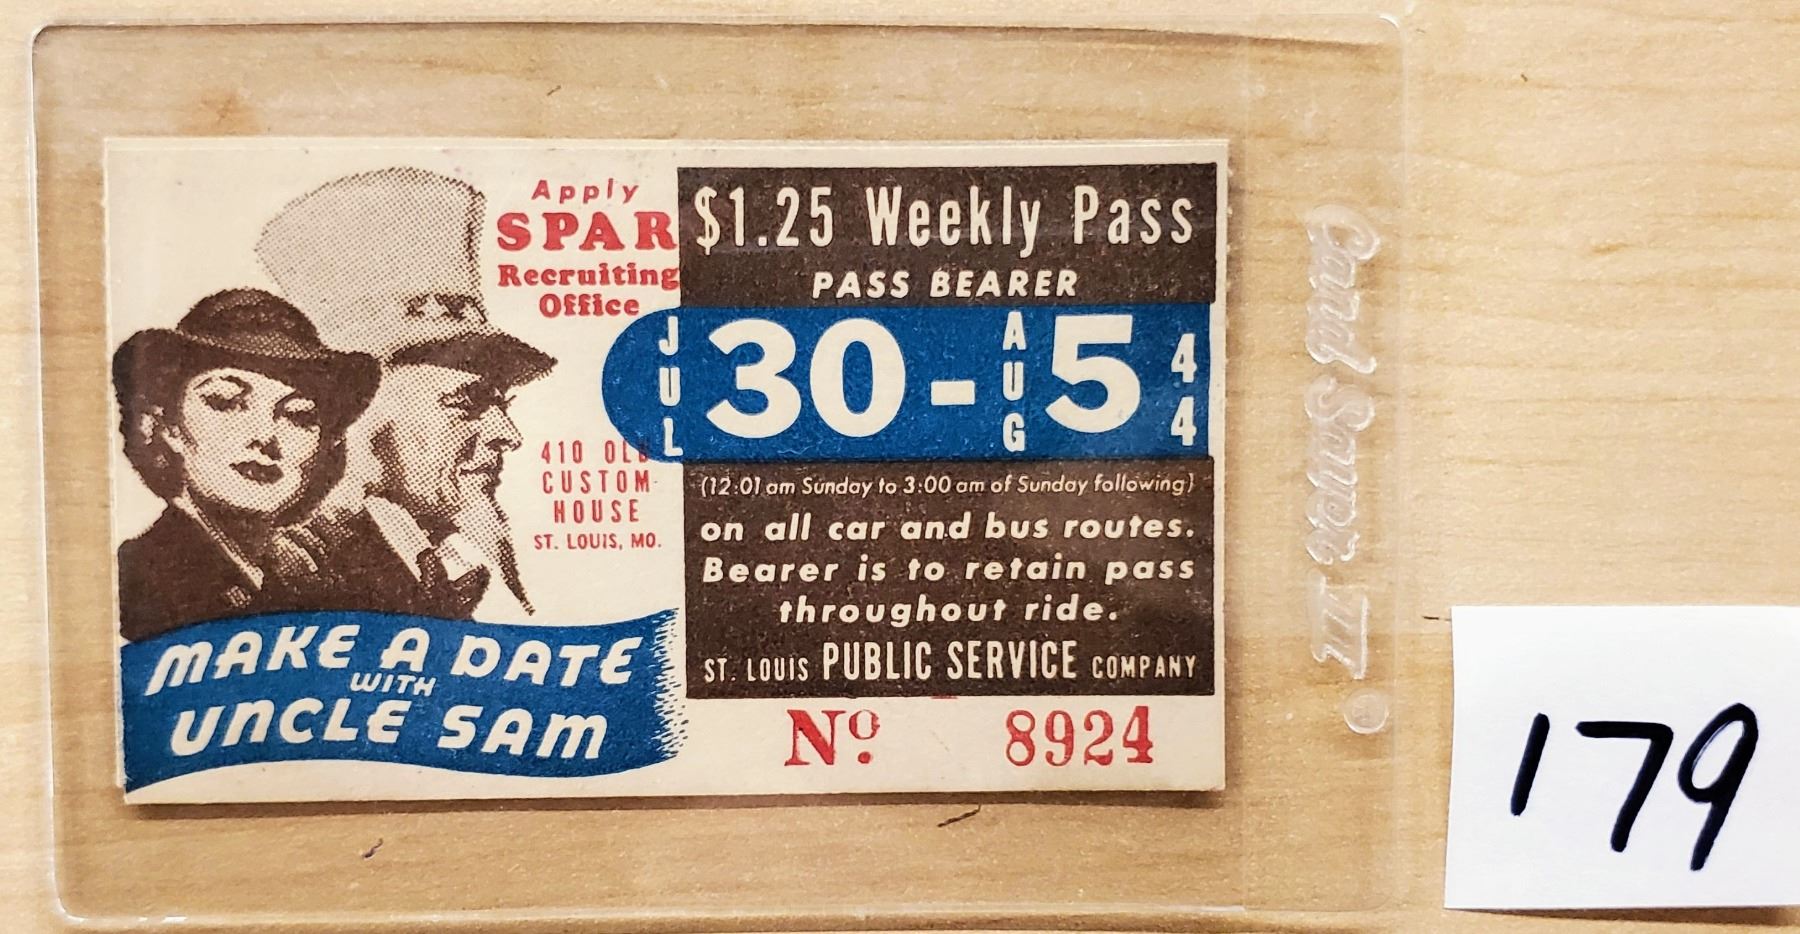 Apply
SPAR
Recruiting
Office
410 OLD
CUSTOM
HOUSE
ST. LOUIS, MO.
MAKE A DATE
WITH
UNCLE SAM
$1.25 Weekly Pass
PASS BEARER
JUL 30 - AUG 5 44
(12:01 am Sunday to 3:00 am of Sunday following)
on all car and bus routes.
Bearer is to retain pass
throughout ride.
ST. LOUIS PUBLIC SERVICE COMPANY
Nº. 8924
Card Saver III ®
179